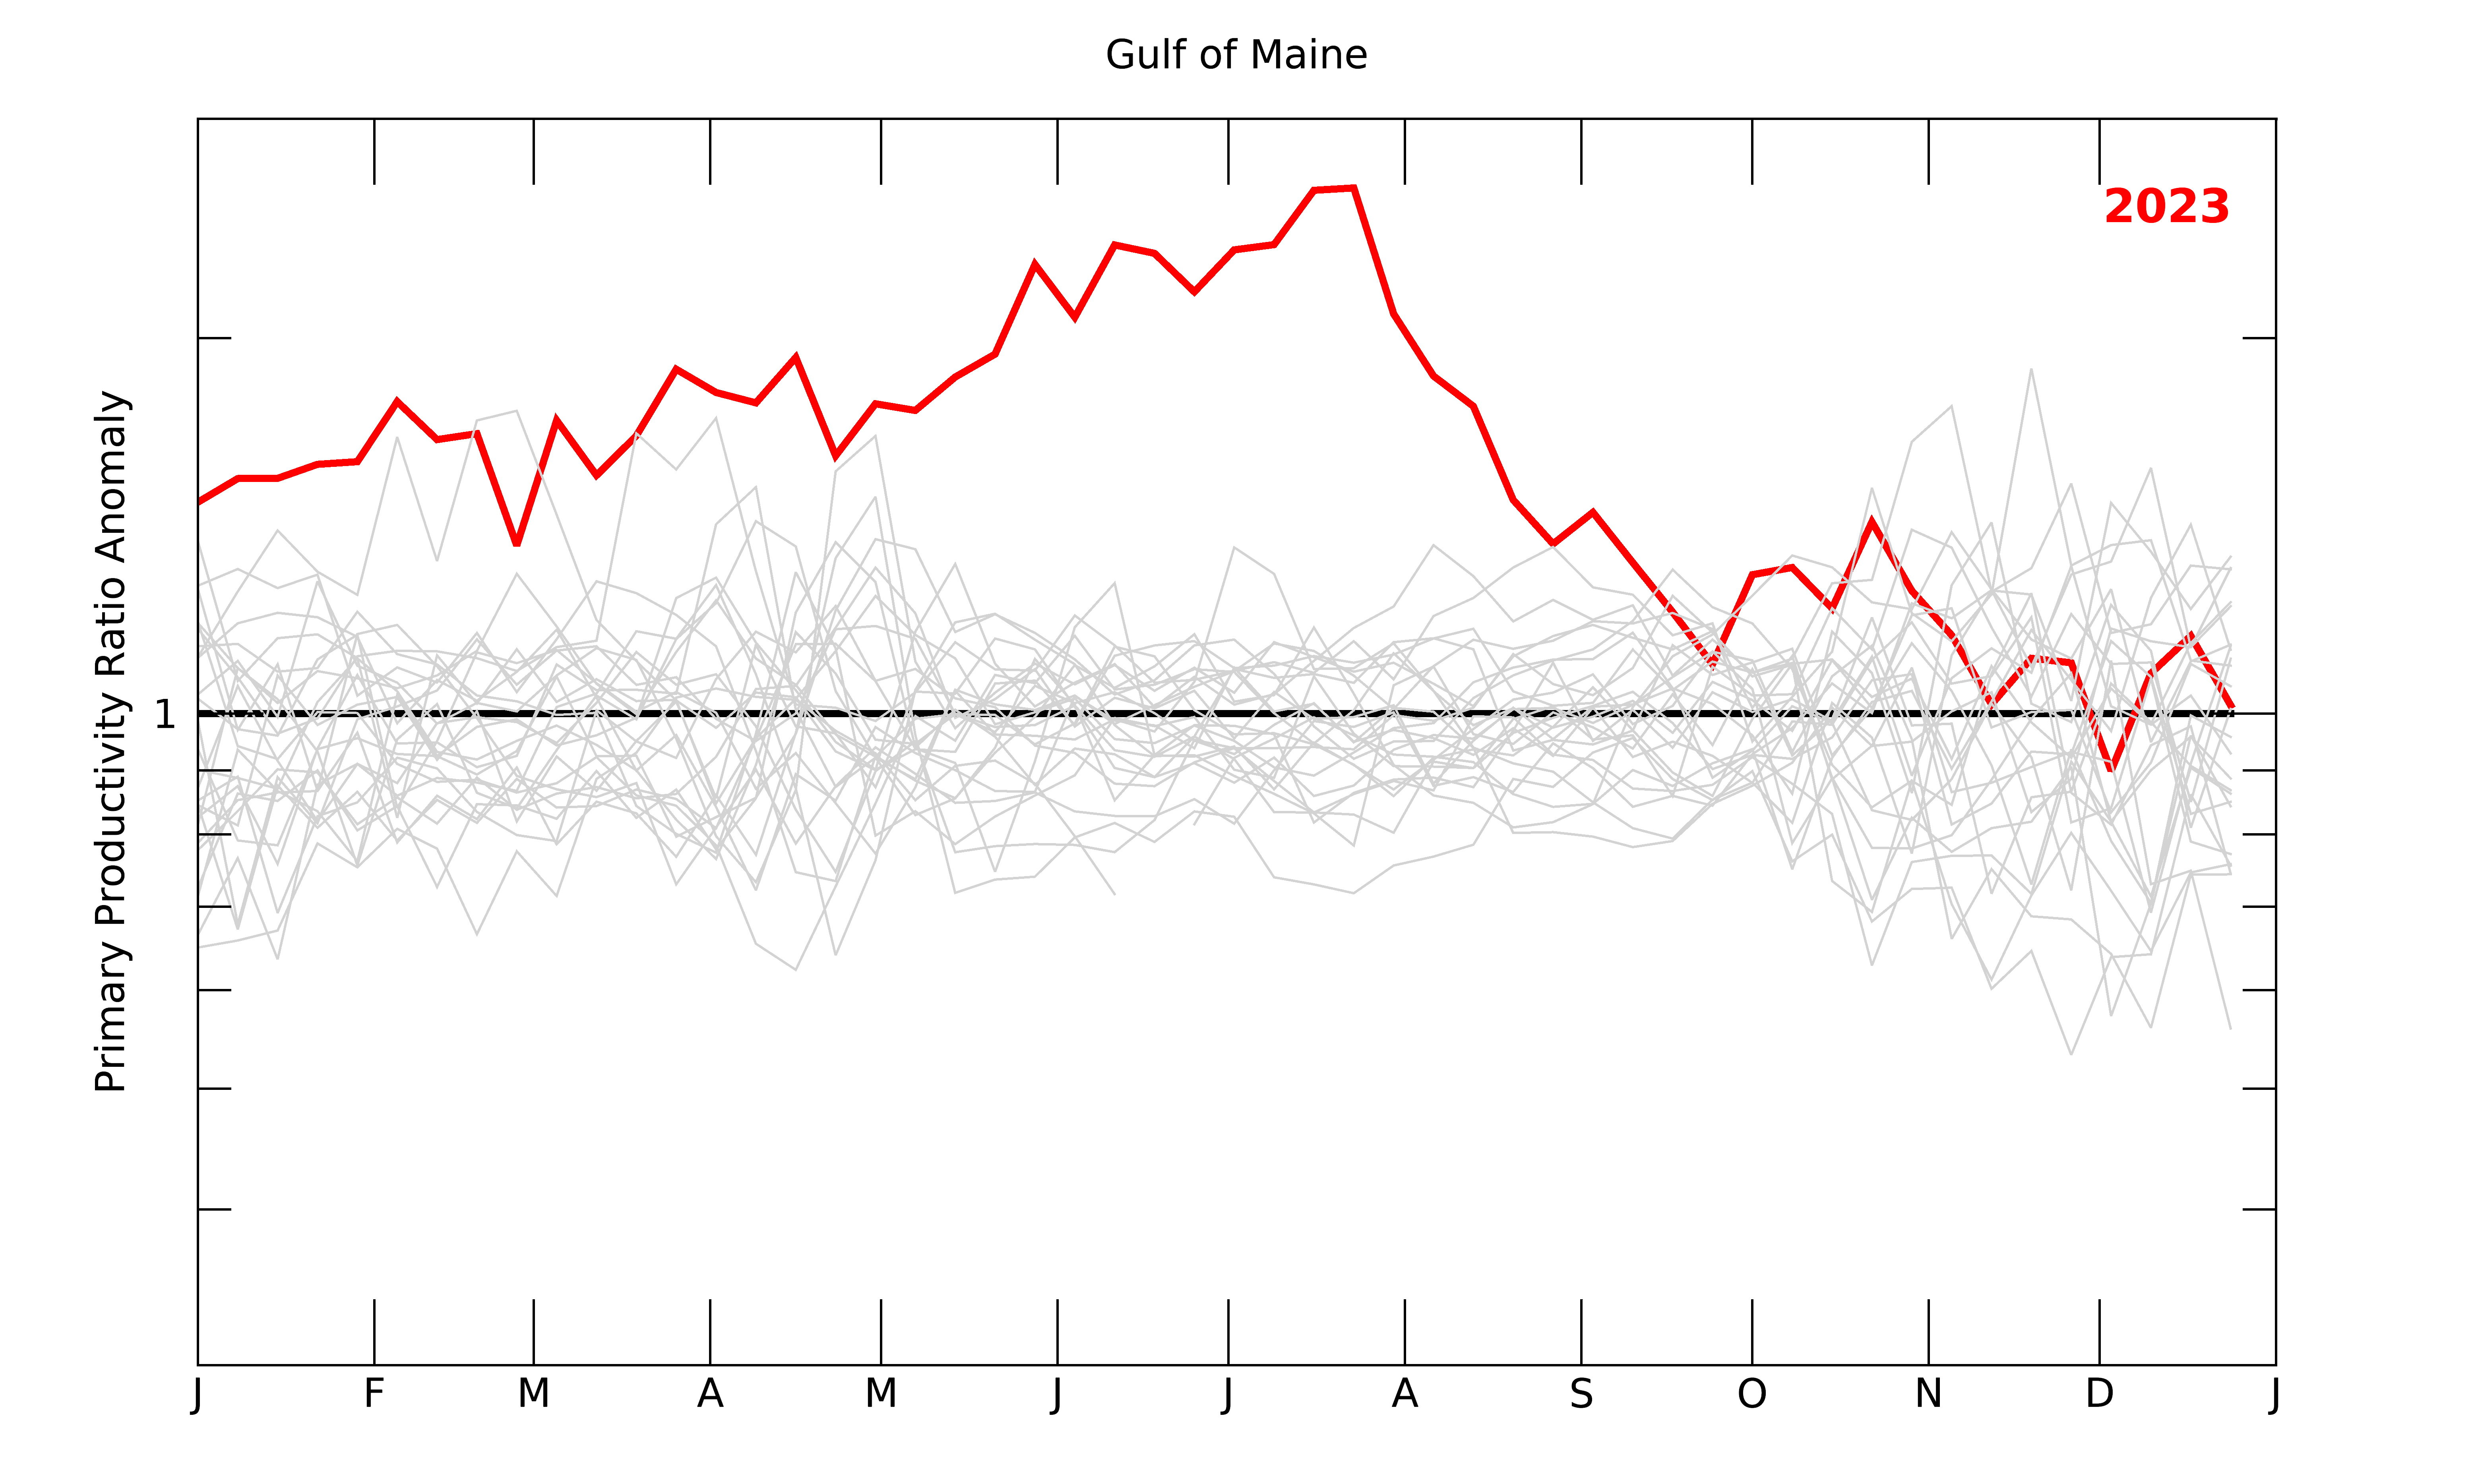 Gulf of Maine
2023
Primary Productivity Ratio Anomaly
1
J F M A M J J A S O N D J